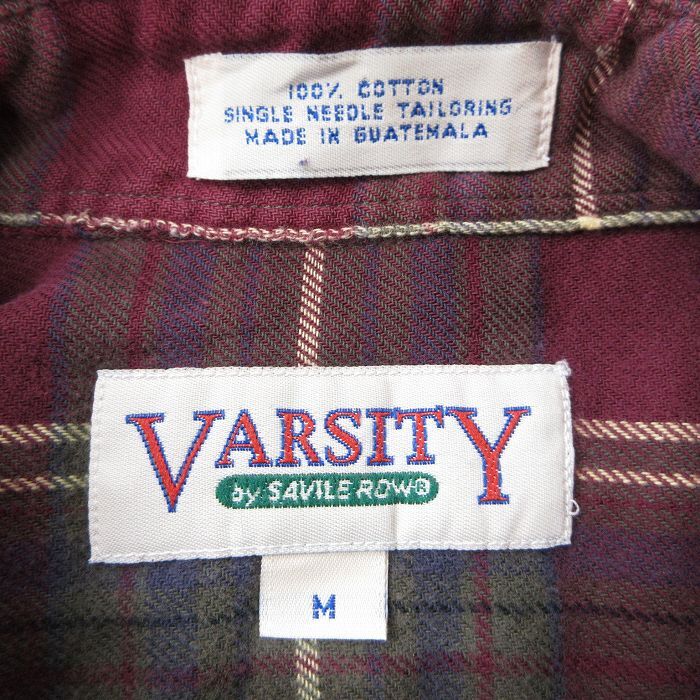 100% COTTON
SINGLE NEEDLE TAILORING
MADE IN GUATEMALA
VARSITY
by SAVILE ROW®
M